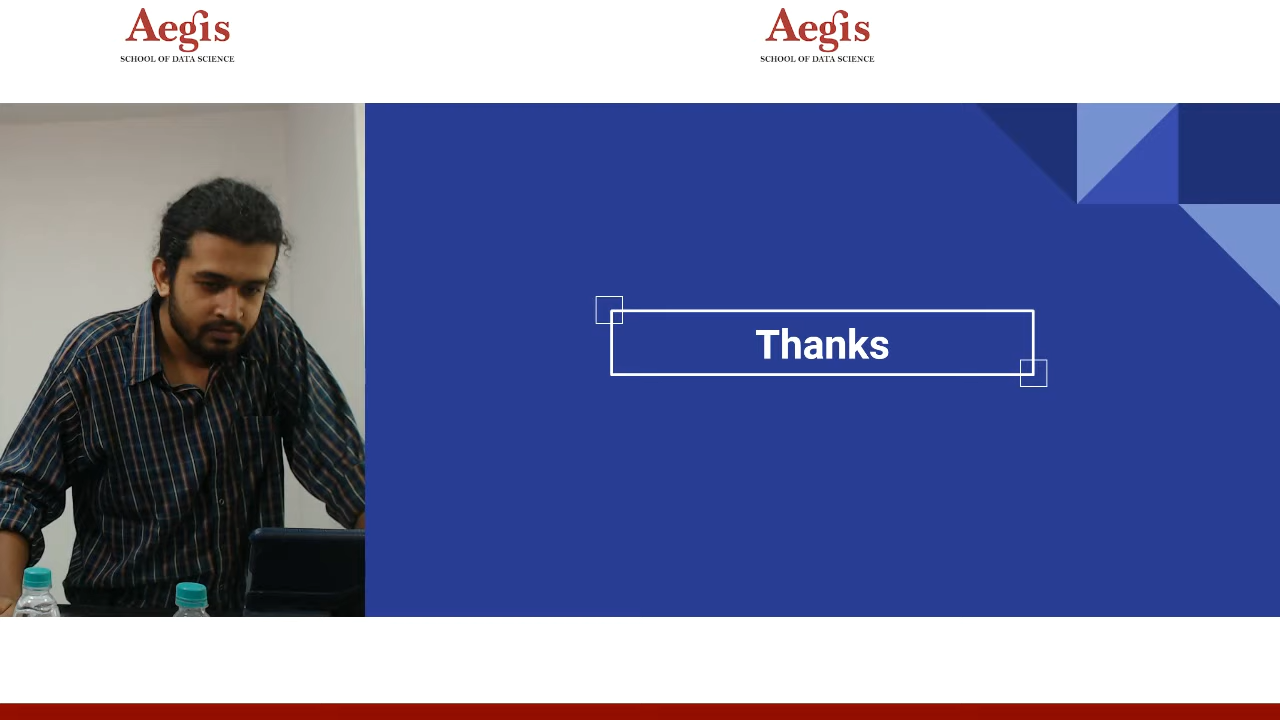 Aegis
SCHOOL OF DATA SCIENCE
Aegis
SCHOOL OF DATA SCIENCE
Thanks